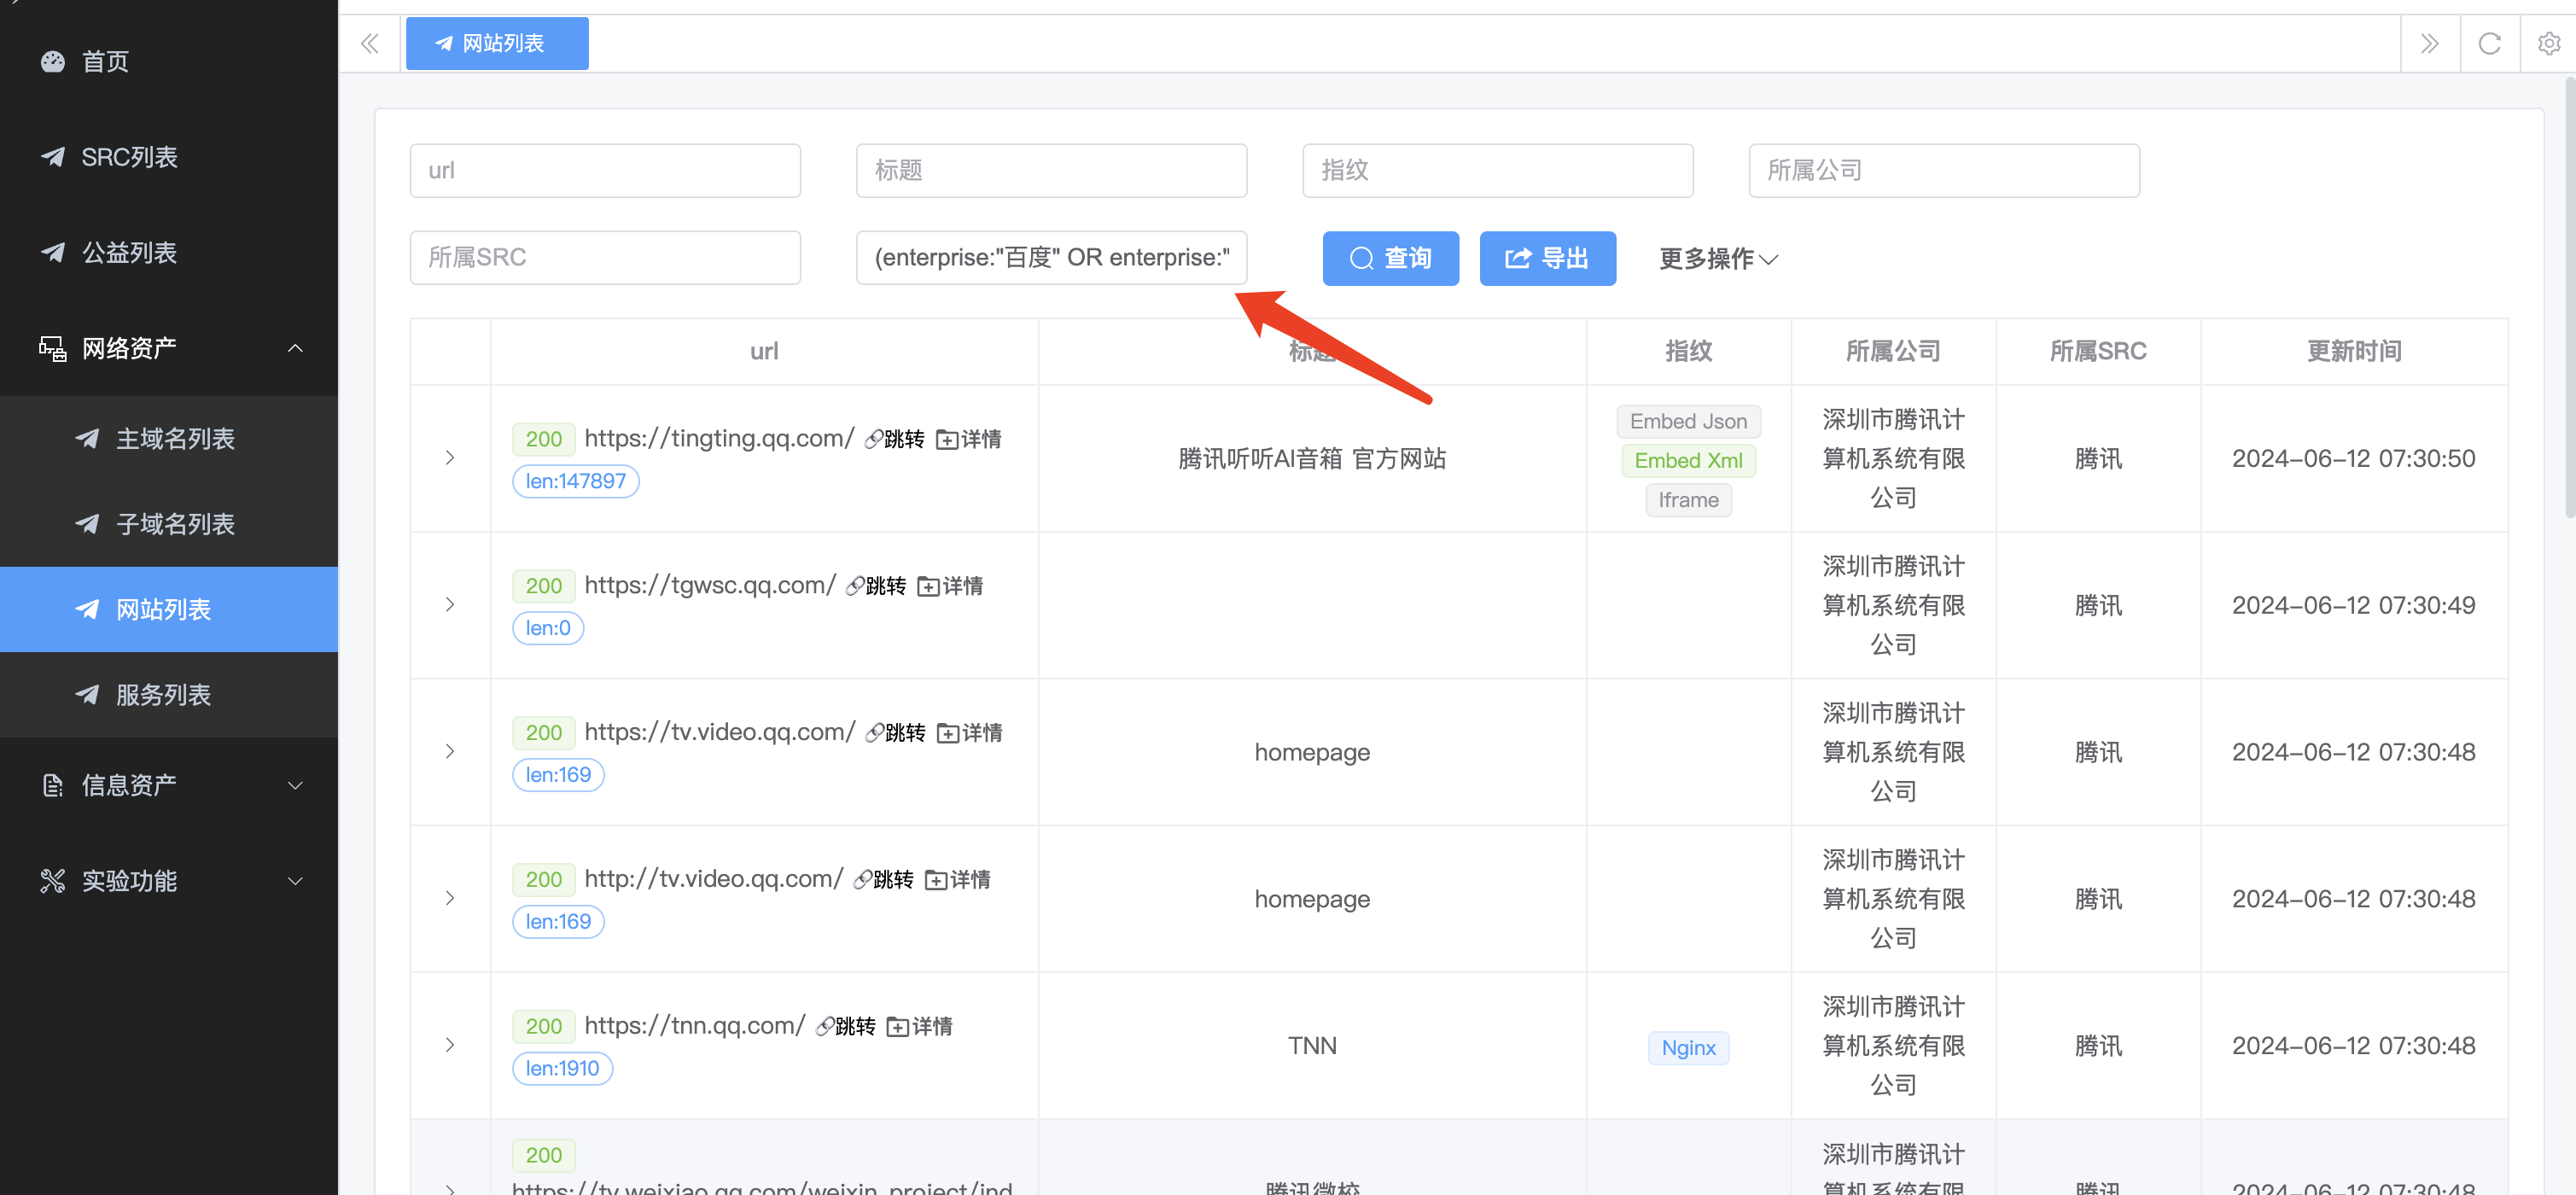 首页
SRC列表
公益列表
网络资产
主域名列表
子域名列表
网站列表
服务列表
信息资产
实验功能
网站列表
url
标题
指纹
所属公司
所属SRC
(enterprise:"百度" OR enterprise:"
查询
导出
更多操作
url
标题
指纹
所属公司
所属SRC
更新时间
200 https://tingting.qq.com/ 跳转 详情
len:147897
腾讯听听AI音箱 官方网站
Embed Json
Embed Xml
Iframe
深圳市腾讯计
算机系统有限
公司
腾讯
2024-06-12 07:30:50
200 https://tgwsc.qq.com/ 跳转 详情
len:0
深圳市腾讯计
算机系统有限
公司
腾讯
2024-06-12 07:30:49
200 https://tv.video.qq.com/ 跳转 详情
len:169
homepage
深圳市腾讯计
算机系统有限
公司
腾讯
2024-06-12 07:30:48
200 http://tv.video.qq.com/ 跳转 详情
len:169
homepage
深圳市腾讯计
算机系统有限
公司
腾讯
2024-06-12 07:30:48
200 https://tnn.qq.com/ 跳转 详情
len:1910
TNN
Nginx
深圳市腾讯计
算机系统有限
公司
腾讯
2024-06-12 07:30:48
200
https://tv.weixiao.qq.com/weixin_project/ind
腾讯微校
深圳市腾讯计
算机系统有限
腾讯
2024-06-12 07:30:48